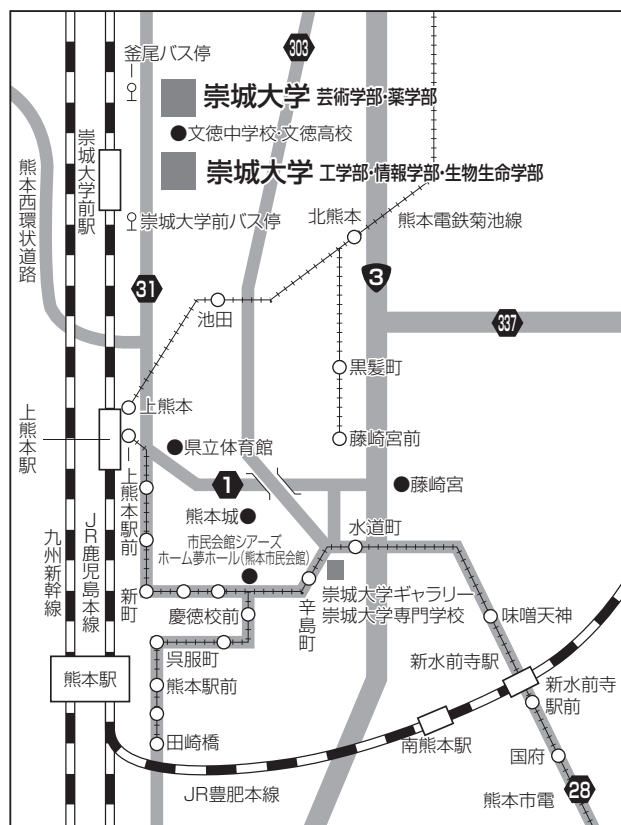 釜尾バス停
303
崇城大学 芸術学部・薬学部
文徳中学校・文徳高校
崇城大学前駅
崇城大学 工学部・情報学部・生物生命学部
熊本西環状道路
崇城大学前バス停
北熊本
熊本電鉄菊池線
31
3
池田
337
黒髪町
上熊本
上熊本駅
県立体育館
藤崎宮前
上熊本駅前
1
藤崎宮
熊本城
水道町
市民会館シアーズ
ホーム夢ホール(熊本市民会館)
九州新幹線
JR鹿児島本線
新町
慶徳校前
辛島町
崇城大学ギャラリー
崇城大学専門学校
味噌天神
呉服町
新水前寺駅
熊本駅
熊本駅前
新水前寺
駅前
田崎橋
南熊本駅
国府
JR豊肥本線
熊本市電
28